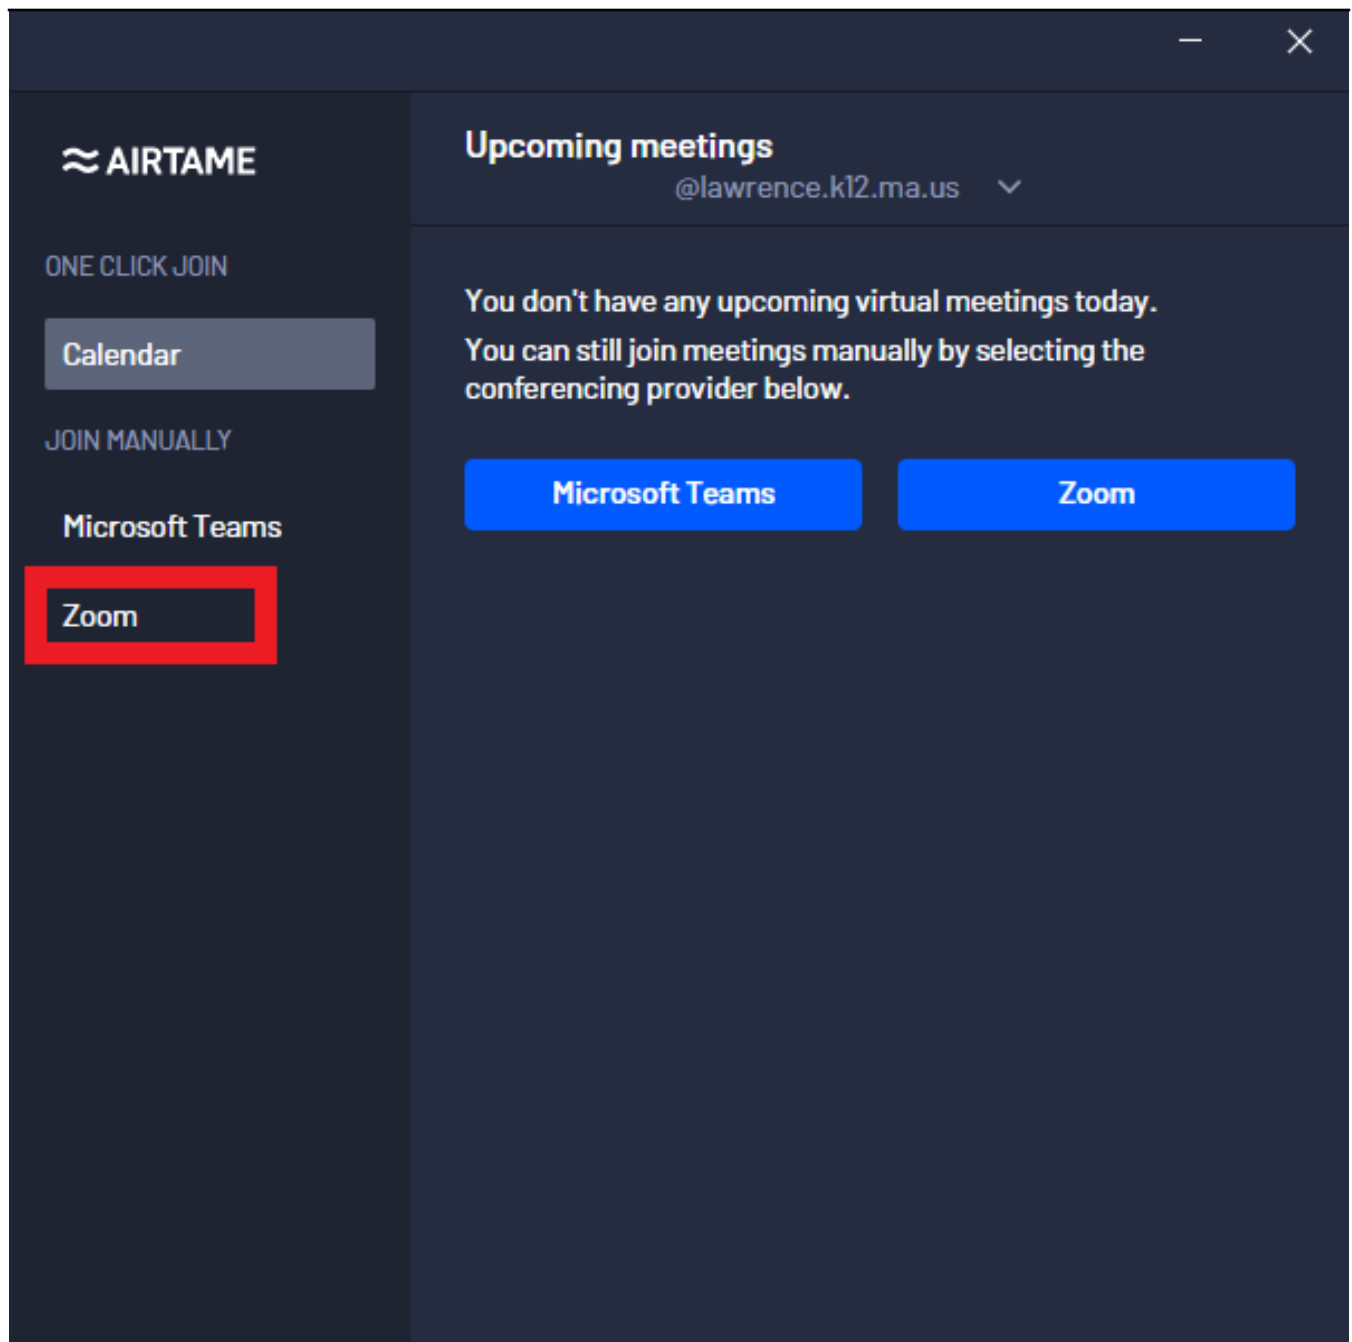 AIRTAME
ONE CLICK JOIN
Calendar
JOIN MANUALLY
Microsoft Teams
Zoom
Upcoming meetings
@lawrence.k12.ma.us
You don't have any upcoming virtual meetings today.
You can still join meetings manually by selecting the
conferencing provider below.
Microsoft Teams
Zoom